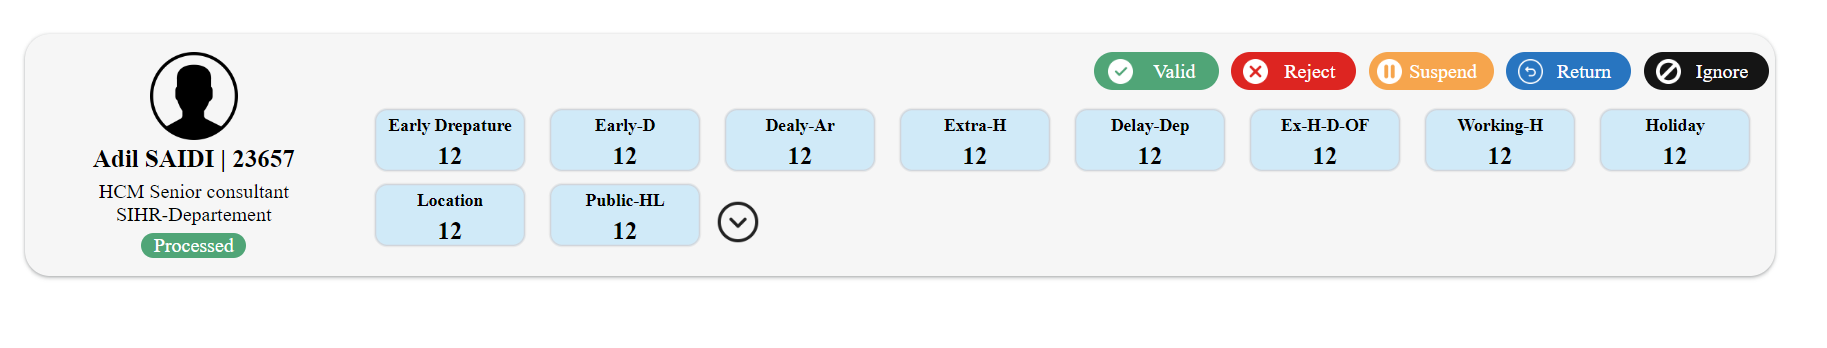 Valid
Reject
Suspend
Return
Ignore
Adil SAIDI | 23657
HCM Senior consultant
SIHR-Departement
Processed
Early Drepature
12
Early-D
12
Dealy-Ar
12
Extra-H
12
Delay-Dep
12
Ex-H-D-OF
12
Working-H
12
Holiday
12
Location
12
Public-HL
12